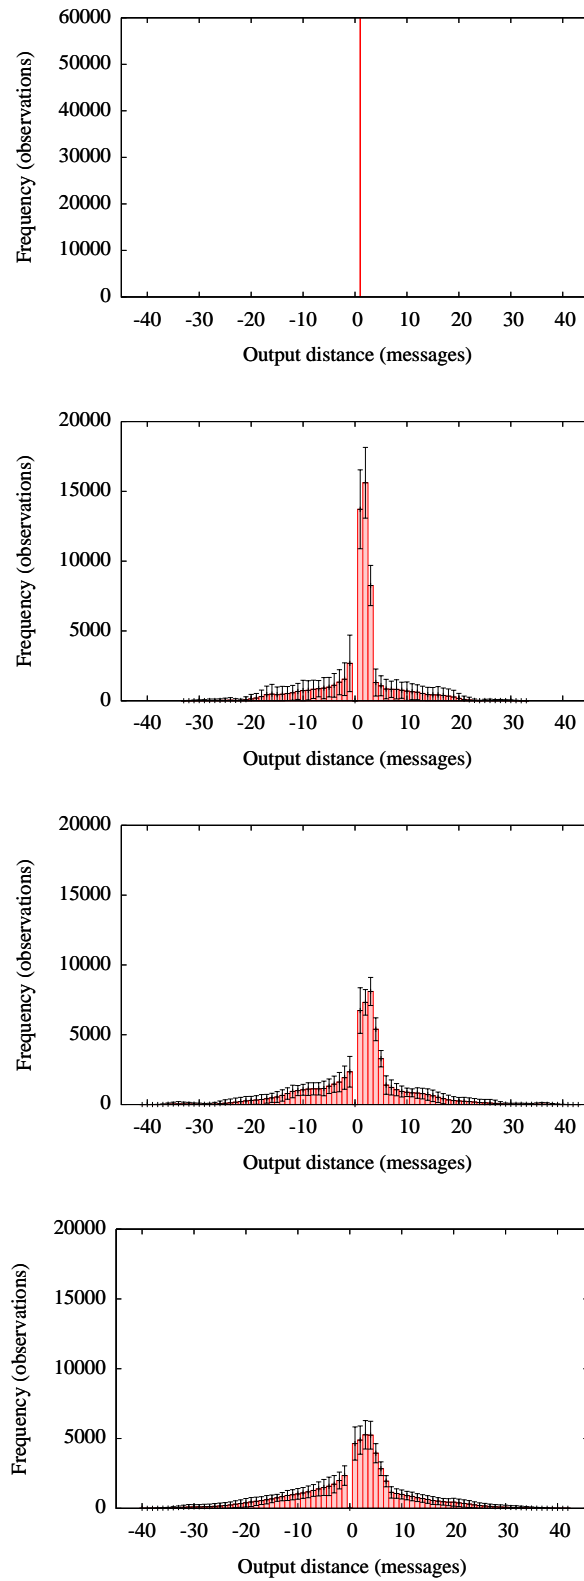 60000
50000
40000
30000
20000
10000
0
Frequency (observations)
-40 -30 -20 -10 0 10 20 30 40
Output distance (messages)
20000
15000
10000
5000
0
Frequency (observations)
-40 -30 -20 -10 0 10 20 30 40
Output distance (messages)
20000
15000
10000
5000
0
Frequency (observations)
-40 -30 -20 -10 0 10 20 30 40
Output distance (messages)
20000
15000
10000
5000
0
Frequency (observations)
-40 -30 -20 -10 0 10 20 30 40
Output distance (messages)